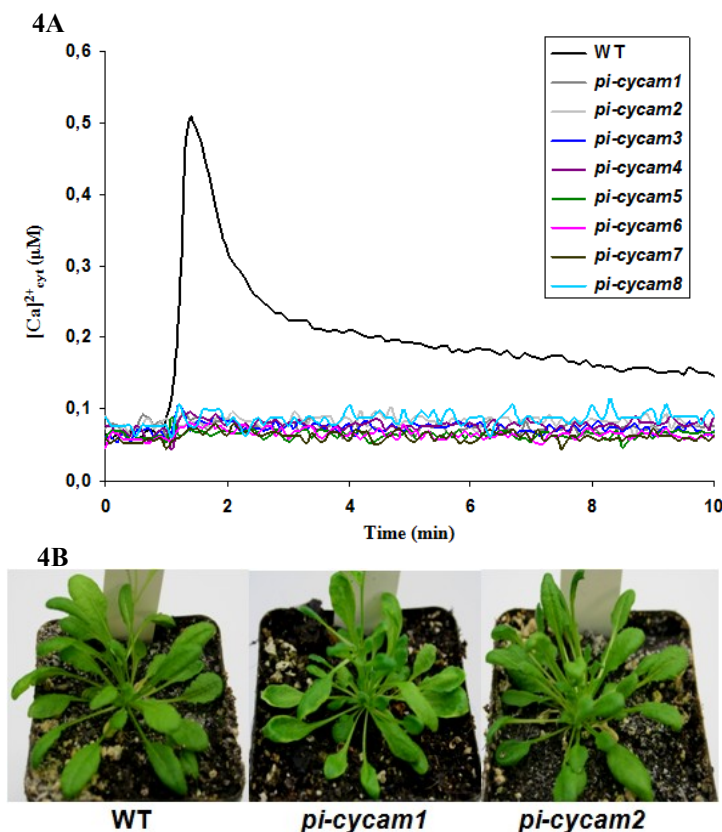 4A
0,6
0,5
0,4
0,3
0,2
0,1
0,0
[Ca]²⁺cyt (µM)
0 2 4 6 8 10
Time (min)
WT
pi-cycam1
pi-cycam2
pi-cycam3
pi-cycam4
pi-cycam5
pi-cycam6
pi-cycam7
pi-cycam8
4B
WT pi-cycam1 pi-cycam2